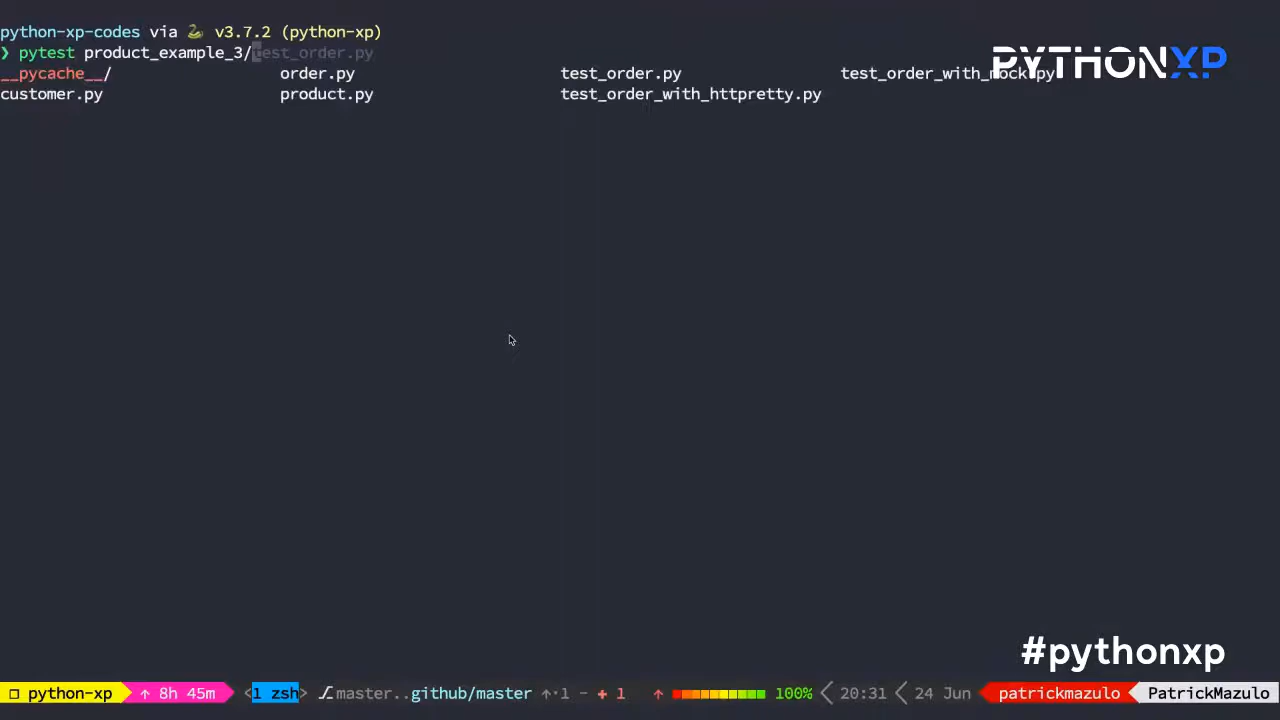 python-xp-codes via 🐍 v3.7.2 (python-xp)
❯ pytest product_example_3/test_order.py
PYTHONXP
__pycache__/ order.py test_order.py test_order_with_mock.py
customer.py product.py test_order_with_httpretty.py
#pythonxp
□ python-xp ↑ 8h 45m <1 zsh> master..github/master ↑·1 - + 1 ↑ 100% 20:31 24 Jun patrickmazulo PatrickMazulo